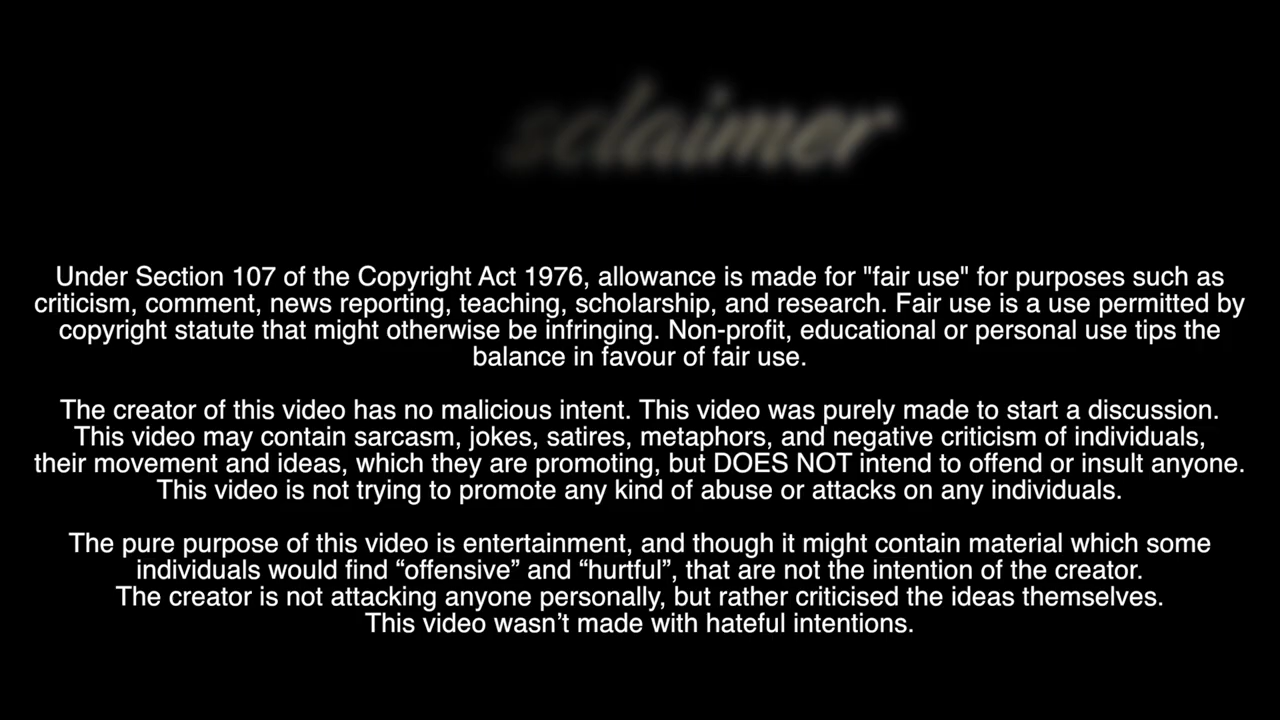 sclaimer
Under Section 107 of the Copyright Act 1976, allowance is made for "fair use" for purposes such as
criticism, comment, news reporting, teaching, scholarship, and research. Fair use is a use permitted by
copyright statute that might otherwise be infringing. Non-profit, educational or personal use tips the
balance in favour of fair use.
The creator of this video has no malicious intent. This video was purely made to start a discussion.
This video may contain sarcasm, jokes, satires, metaphors, and negative criticism of individuals,
their movement and ideas, which they are promoting, but DOES NOT intend to offend or insult anyone.
This video is not trying to promote any kind of abuse or attacks on any individuals.
The pure purpose of this video is entertainment, and though it might contain material which some
individuals would find “offensive” and “hurtful”, that are not the intention of the creator.
The creator is not attacking anyone personally, but rather criticised the ideas themselves.
This video wasn’t made with hateful intentions.